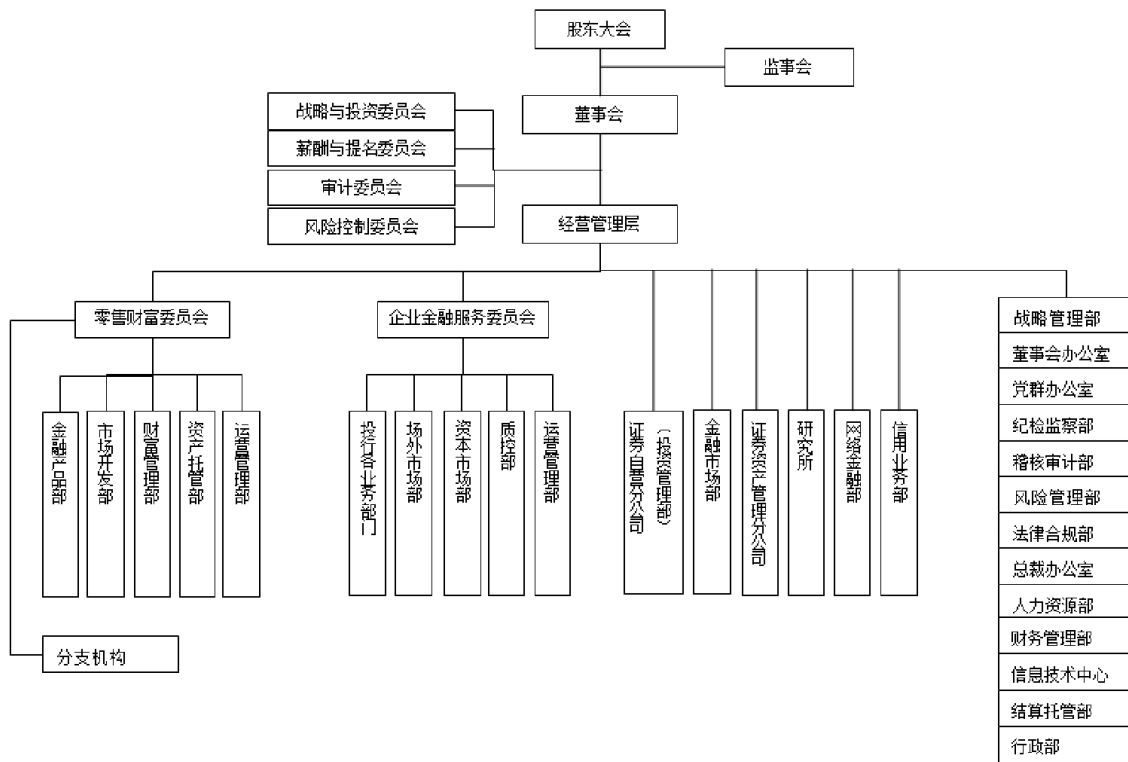 股东大会
监事会
董事会
战略与投资委员会
薪酬与提名委员会
审计委员会
风险控制委员会
经营管理层
零售财富委员会
企业金融服务委员会
金融产品部
市场开发部
财富管理部
资产托管部
运营管理部
投行各业务部门
场外市场部
资本市场部
质控部
运营管理部
证券自营分公司
（投资管理部）
金融市场部
证券资产管理分公司
研究所
网络金融部
信用业务部
战略管理部
董事会办公室
党群办公室
纪检监察部
稽核审计部
风险管理部
法律合规部
总裁办公室
人力资源部
财务管理部
信息技术中心
结算托管部
行政部
分支机构